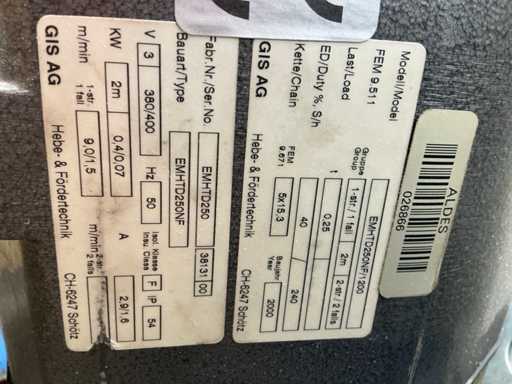 ALDES
026866
Modell/Model EMHTD250NF/1200
FEM 9.511 Gruppe Group 1-str/1 fall 2m 2-str/2 falls
Last/Load t 0,25
ED/Duty %, S/h 40 / 240
Kette/Chain FEM 9.671 5x15.3 Baujahr Year 2000
GIS AG Hebe- & Fördertechnik CH-6247 Schötz
Fabr.Nr./Ser.No. EMHTD250 38131 00
Bauart/Type EMHTD250NF
V 3 380/400 Hz 50 Isol. Klasse Insu. Class F IP 54
KW 2m 0,4/0,07 A 2,9/1,6
m/min 1-str. 1 fall 9,0/1,5 m/min 2-str. 2 falls
GIS AG Hebe- & Fördertechnik CH-6247 Schötz